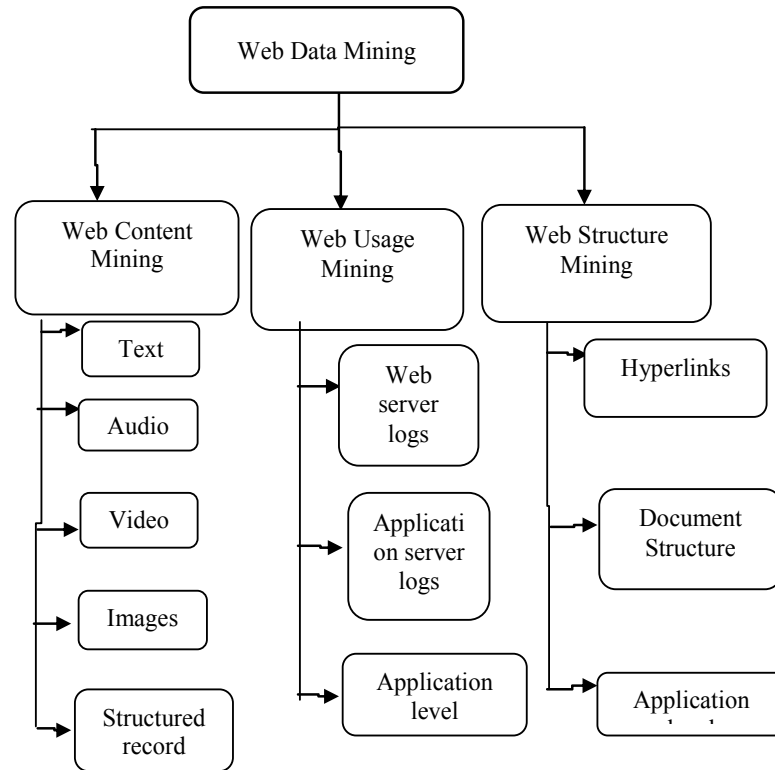 Web Data Mining
Web Content
Mining
Text
Audio
Video
Images
Structured
record
Web Usage
Mining
Web
server
logs
Applicati
on server
logs
Application
level
Web Structure
Mining
Hyperlinks
Document
Structure
Application